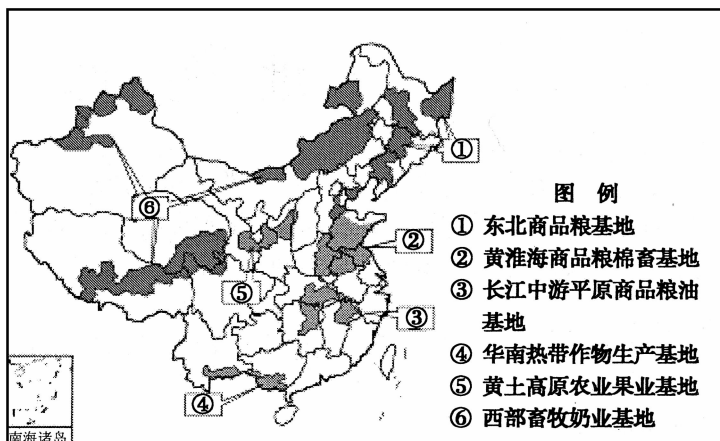 ①
⑥
②
⑤
③
④
南海诸岛
图 例
① 东北商品粮基地
② 黄淮海商品粮棉畜基地
③ 长江中游平原商品粮油
基地
④ 华南热带作物生产基地
⑤ 黄土高原农业果业基地
⑥ 西部畜牧奶业基地